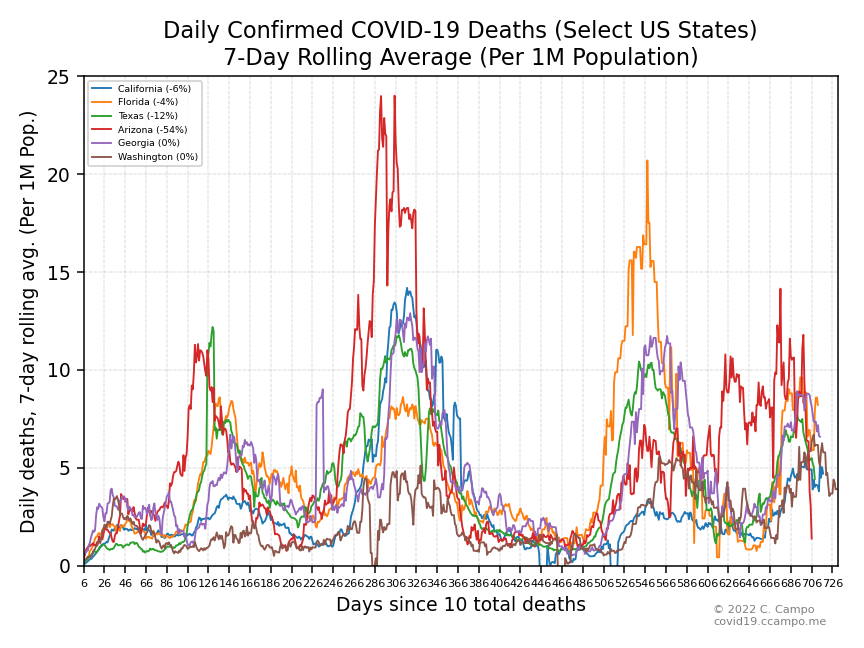 Daily Confirmed COVID-19 Deaths (Select US States)
7-Day Rolling Average (Per 1M Population)
Daily deaths, 7-day rolling avg. (Per 1M Pop.)
25
20
15
10
5
0
California (-6%)
Florida (-4%)
Texas (-12%)
Arizona (-54%)
Georgia (0%)
Washington (0%)
6 26 46 66 86 106 126 146 166 186 206 226 246 266 286 306 326 346 366 386 406 426 446 466 486 506 526 546 566 586 606 626 646 666 686 706 726
Days since 10 total deaths
© 2022 C. Campo
covid19.ccampo.me